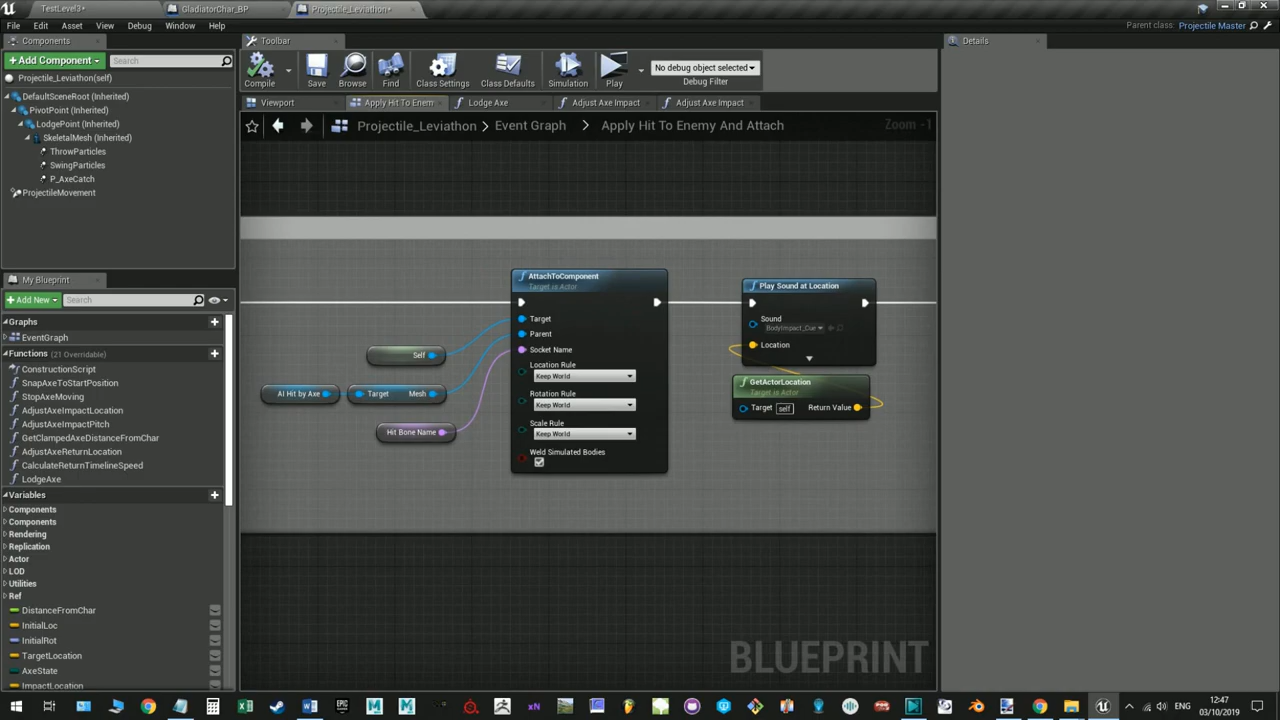 TestLevel3*
GladiatorChar_BP
Projectile_Leviathon*
File
Edit
Asset
View
Debug
Window
Help
Parent class: Projectile Master
Components
Toolbar
Details
+Add Component
Search
Compile
Save
Browse
Find
Class Settings
Class Defaults
Simulation
Play
No debug object selected
Debug Filter
Projectile_Leviathon(self)
DefaultSceneRoot (Inherited)
PivotPoint (Inherited)
LodgePoint (Inherited)
SkeletalMesh (Inherited)
ThrowParticles
SwingParticles
P_AxeCatch
ProjectileMovement
Viewport
Apply Hit To Enem
Lodge Axe
Adjust Axe Impact
Adjust Axe Impact
Projectile_Leviathon > Event Graph > Apply Hit To Enemy And Attach
Zoom -1
My Blueprint
+Add New
Search
Graphs
EventGraph
Functions (21 Overridable)
ConstructionScript
SnapAxeToStartPosition
StopAxeMoving
AdjustAxeImpactLocation
AdjustAxeImpactPitch
GetClampedAxeDistanceFromChar
AdjustAxeReturnLocation
CalculateReturnTimelineSpeed
LodgeAxe
Variables
Components
Components
Rendering
Replication
Actor
LOD
Utilities
Ref
DistanceFromChar
InitialLoc
InitialRot
TargetLocation
AxeState
ImpactLocation
AttachToComponent
Target is Actor
Target
Parent
Socket Name
Location Rule
Keep World
Rotation Rule
Keep World
Scale Rule
Keep World
Weld Simulated Bodies
Self
AI Hit by Axe
Target
Mesh
Hit Bone Name
Play Sound at Location
Sound
BodyImpact_Cue
Location
GetActorLocation
Target is Actor
Target self
Return Value
BLUEPRINT
ENG
12:47
03/10/2019